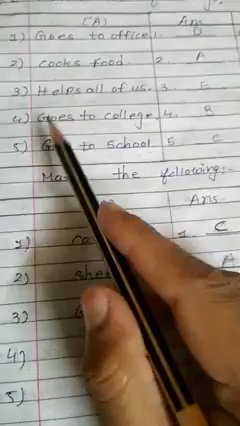 (A) Ans
1) Goes to office 1. D
2) cooks food. 2. A
3) Helps all of us. 3. E
4) Goes to college. 4. B
5) to School 5. C
the following:-
Ans.
1) 1. C
2) she A
3)
4)
5)